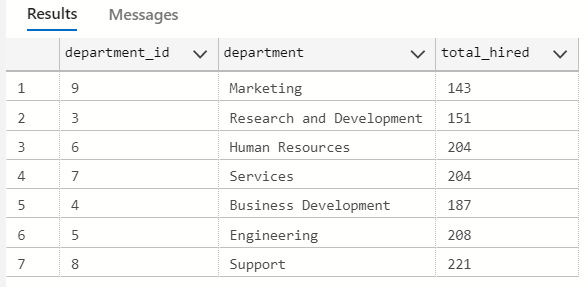 Results Messages
department_id department total_hired
1 9 Marketing 143
2 3 Research and Development 151
3 6 Human Resources 204
4 7 Services 204
5 4 Business Development 187
6 5 Engineering 208
7 8 Support 221